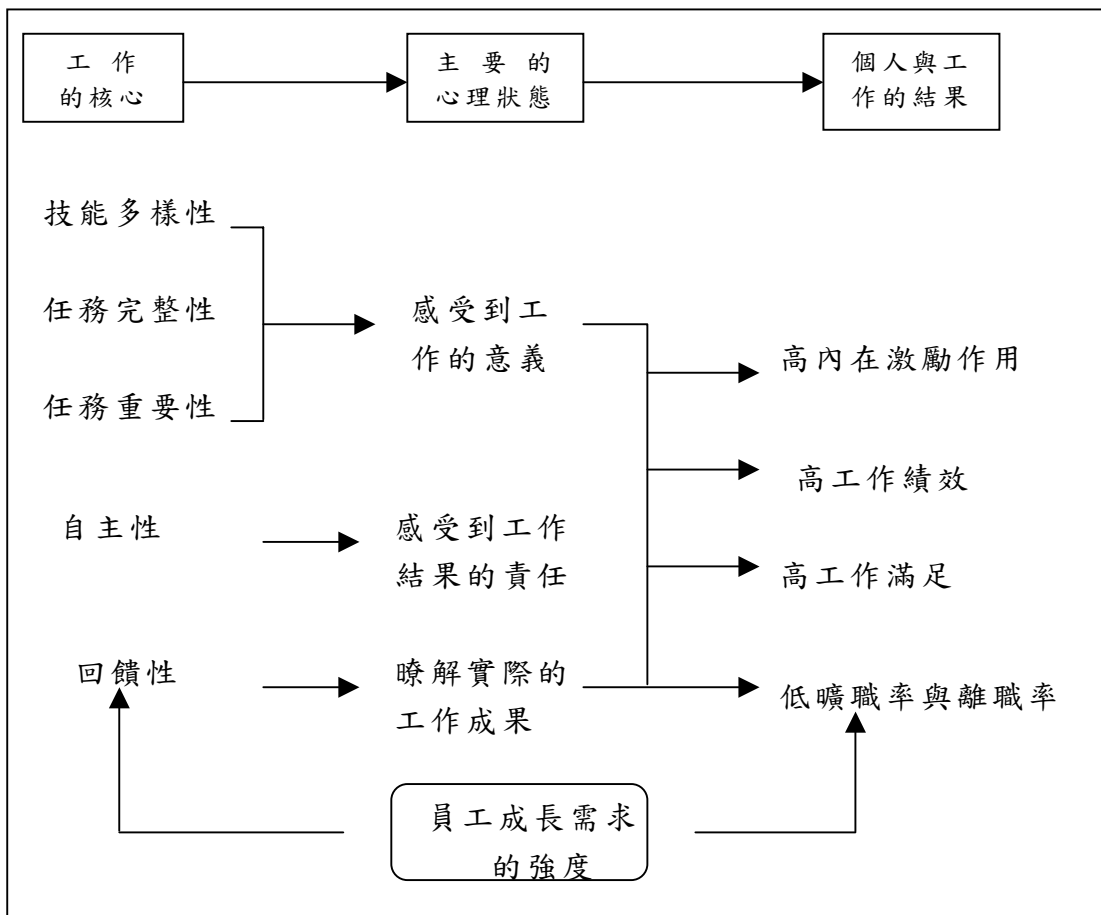 工 作
的核心
主 要 的
心理狀態
個人與工
作的結果
技能多樣性
任務完整性
任務重要性
感受到工
作的意義
高內在激勵作用
高工作績效
自主性
感受到工作
結果的責任
高工作滿足
回饋性
瞭解實際的
工作成果
低曠職率與離職率
員工成長需求
的強度